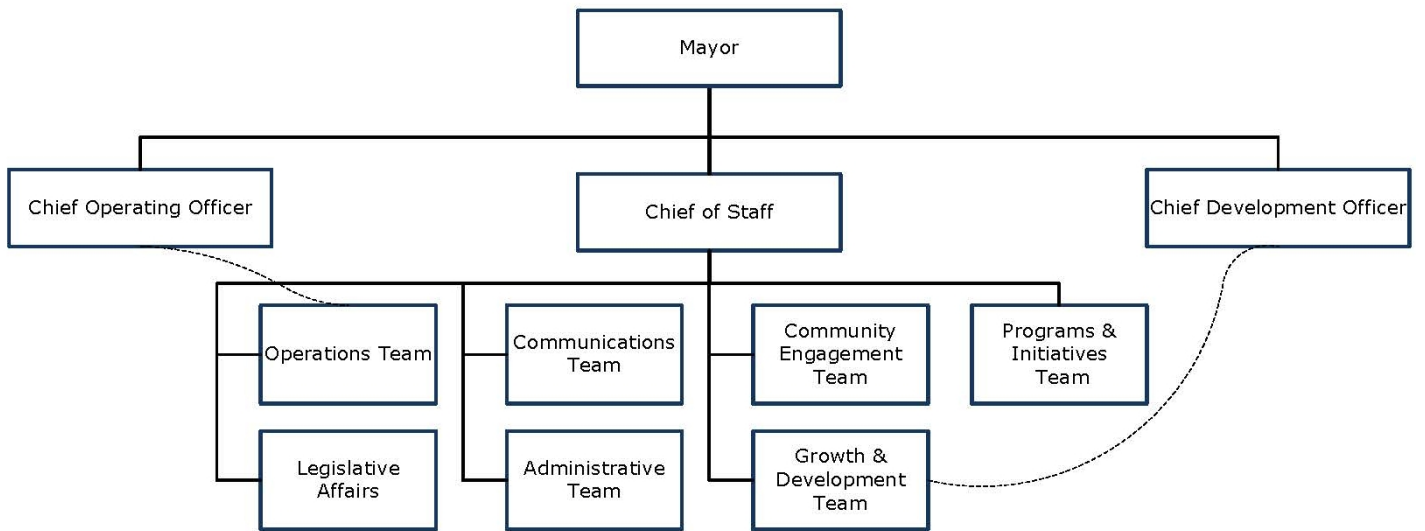 Mayor
Chief Operating Officer
Chief of Staff
Chief Development Officer
Operations Team
Communications
Team
Community
Engagement
Team
Programs &
Initiatives
Team
Legislative
Affairs
Administrative
Team
Growth &
Development
Team